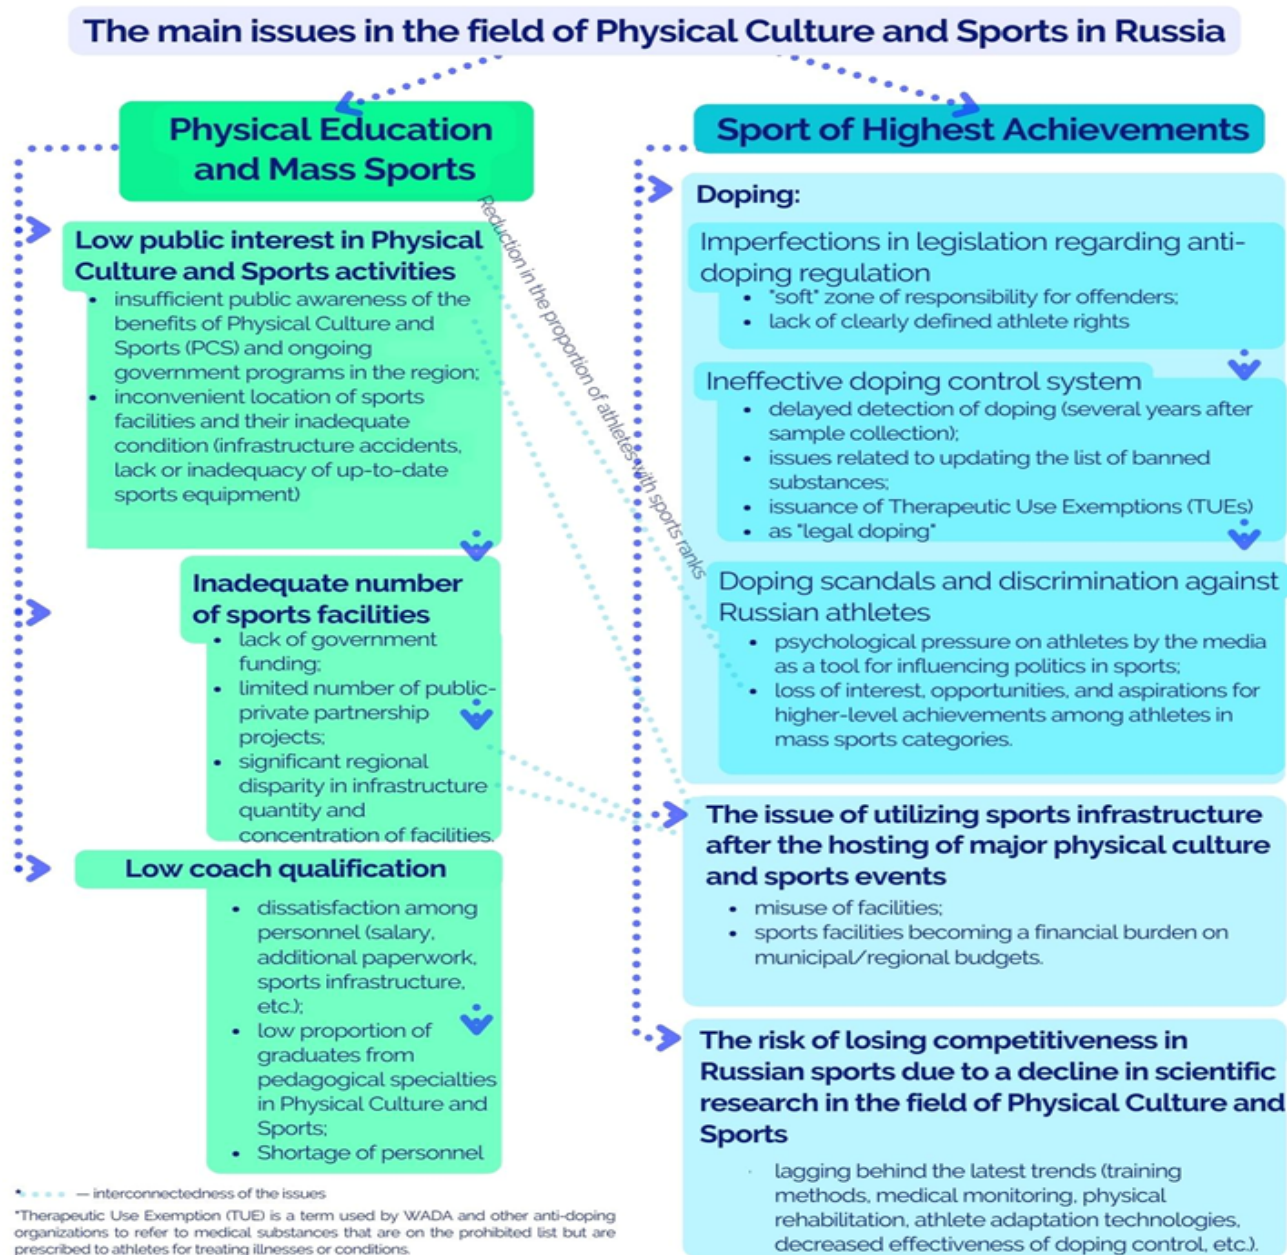 The main issues in the field of Physical Culture and Sports in Russia
Physical Education
and Mass Sports
Low public interest in Physical
Culture and Sports activities
• insufficient public awareness of the
benefits of Physical Culture and
Sports (PCS) and ongoing
government programs in the region;
• inconvenient location of sports
facilities and their inadequate
condition (infrastructure accidents,
lack or inadequacy of up-to-date
sports equipment)
Inadequate number
of sports facilities
• lack of government
funding;
• limited number of public-
private partnership
projects;
• significant regional
disparity in infrastructure
quantity and
concentration of facilities.
Low coach qualification
• dissatisfaction among
personnel (salary,
additional paperwork,
sports infrastructure,
etc.);
• low proportion of
graduates from
pedagogical specialties
in Physical Culture and
Sports;
• Shortage of personnel
Reduction in the proportion of athletes with sports ranks
Sport of Highest Achievements
Doping:
Imperfections in legislation regarding anti-
doping regulation
• "soft" zone of responsibility for offenders;
• lack of clearly defined athlete rights
Ineffective doping control system
• delayed detection of doping (several years after
sample collection);
• issues related to updating the list of banned
substances;
• issuance of Therapeutic Use Exemptions (TUEs)
• as "legal doping"
Doping scandals and discrimination against
Russian athletes
• psychological pressure on athletes by the media
as a tool for influencing politics in sports;
• loss of interest, opportunities, and aspirations for
higher-level achievements among athletes in
mass sports categories.
The issue of utilizing sports infrastructure
after the hosting of major physical culture
and sports events
• misuse of facilities;
• sports facilities becoming a financial burden on
municipal/regional budgets.
The risk of losing competitiveness in
Russian sports due to a decline in scientific
research in the field of Physical Culture and
Sports
· lagging behind the latest trends (training
methods, medical monitoring, physical
rehabilitation, athlete adaptation technologies,
decreased effectiveness of doping control, etc.).
— interconnectedness of the issues
*Therapeutic Use Exemption (TUE) is a term used by WADA and other anti-doping
organizations to refer to medical substances that are on the prohibited list but are
prescribed to athletes for treating illnesses or conditions.